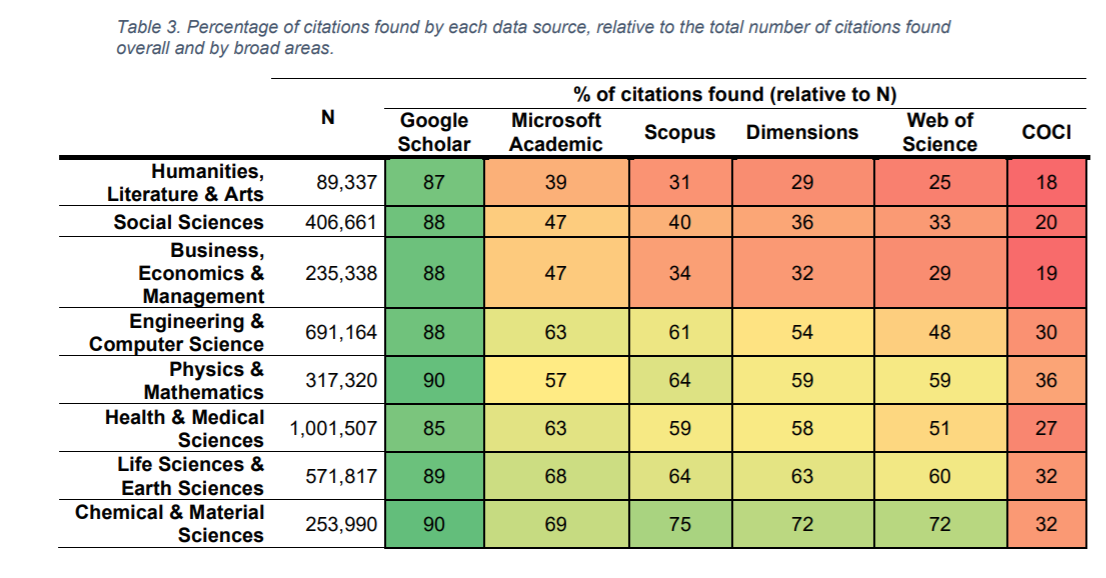 Table 3. Percentage of citations found by each data source, relative to the total number of citations found
overall and by broad areas.
N % of citations found (relative to N)
Google Scholar Microsoft Academic Scopus Dimensions Web of Science COCI
Humanities, Literature & Arts 89,337 87 39 31 29 25 18
Social Sciences 406,661 88 47 40 36 33 20
Business, Economics & Management 235,338 88 47 34 32 29 19
Engineering & Computer Science 691,164 88 63 61 54 48 30
Physics & Mathematics 317,320 90 57 64 59 59 36
Health & Medical Sciences 1,001,507 85 63 59 58 51 27
Life Sciences & Earth Sciences 571,817 89 68 64 63 60 32
Chemical & Material Sciences 253,990 90 69 75 72 72 32